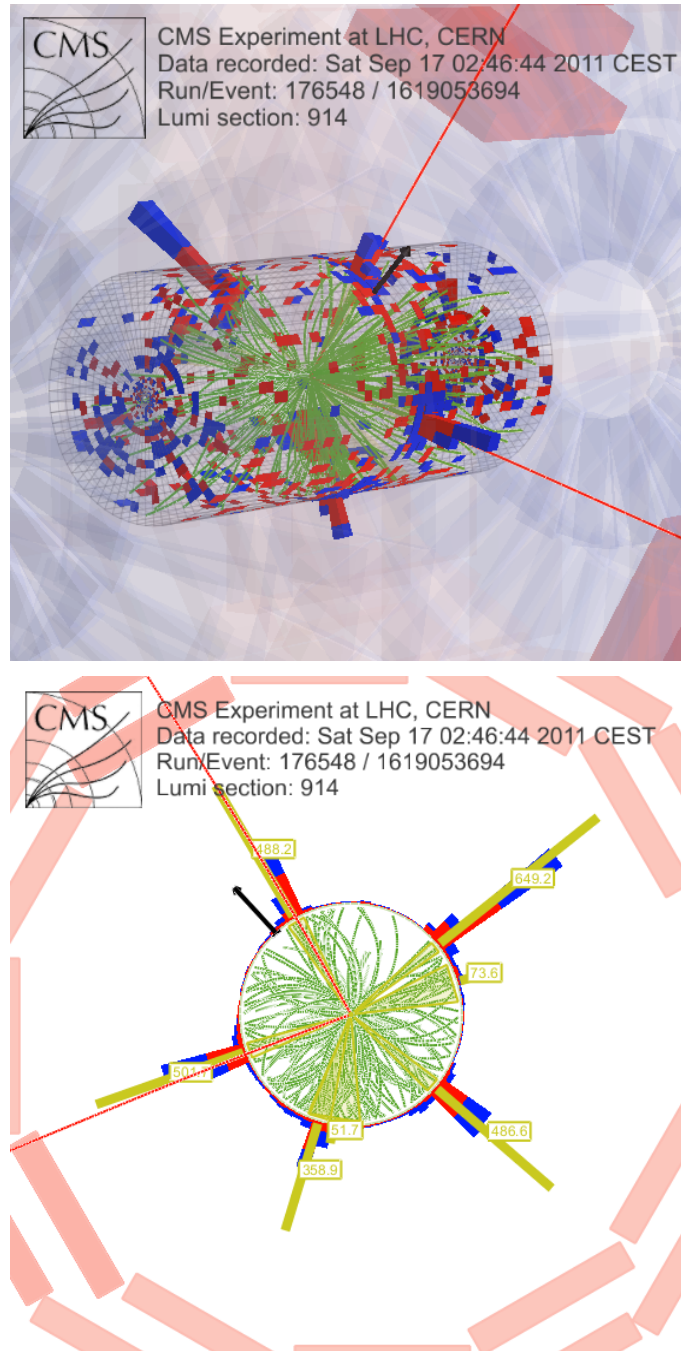 CMS
CMS Experiment at LHC, CERN
Data recorded: Sat Sep 17 02:46:44 2011 CEST
Run/Event: 176548 / 1619053694
Lumi section: 914
CMS
CMS Experiment at LHC, CERN
Data recorded: Sat Sep 17 02:46:44 2011 CEST
Run/Event: 176548 / 1619053694
Lumi section: 914
488.2
649.2
73.6
501.7
51.7
486.6
358.9